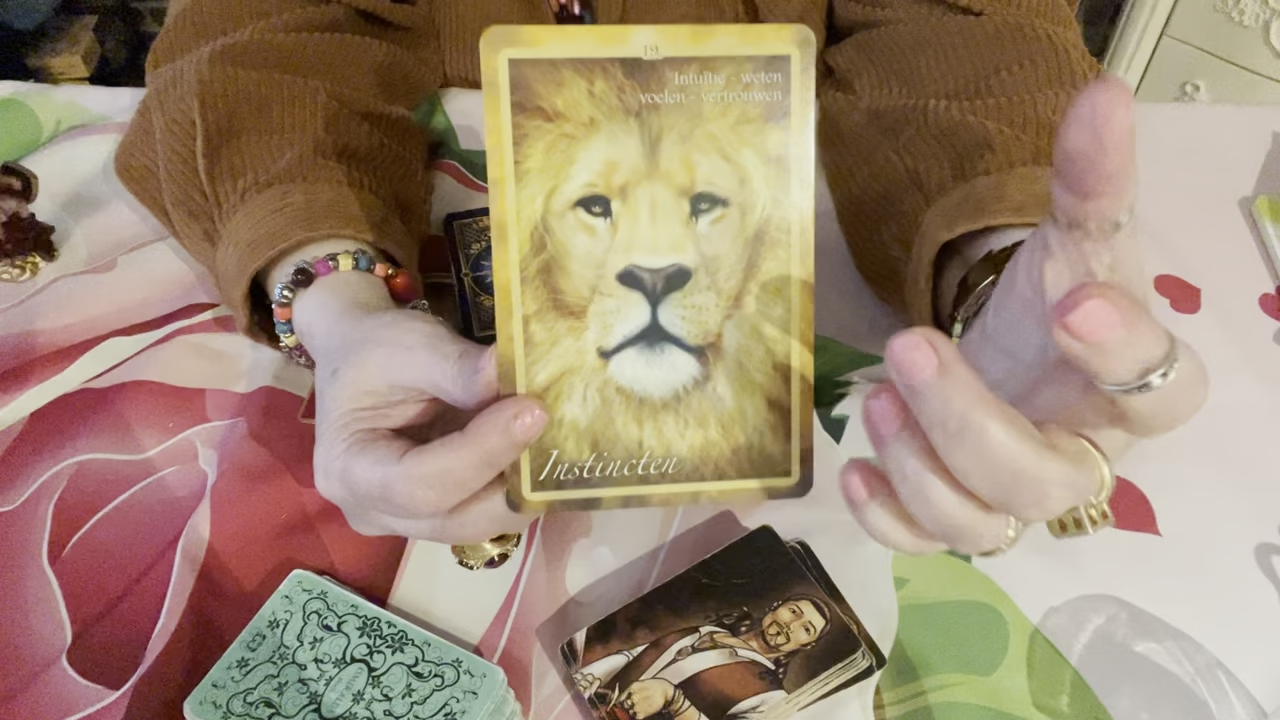 19.
Intuïtie - weten
voelen - vertrouwen
Instincten